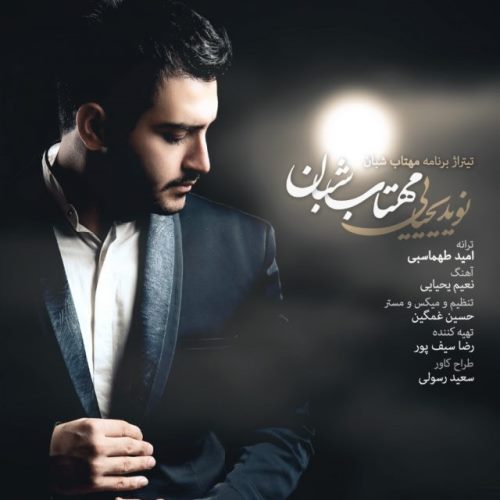 تیتراژ برنامه مهتاب شبان
مهتاب شبان
نوید یحیایی
ترانه
امید طهماسبی
آهنگ
نعیم یحیایی
تنظیم و میکس و مستر
حسین غمگین
تهیه کننده
رضا سیف پور
طراح کاور
سعید رسولی